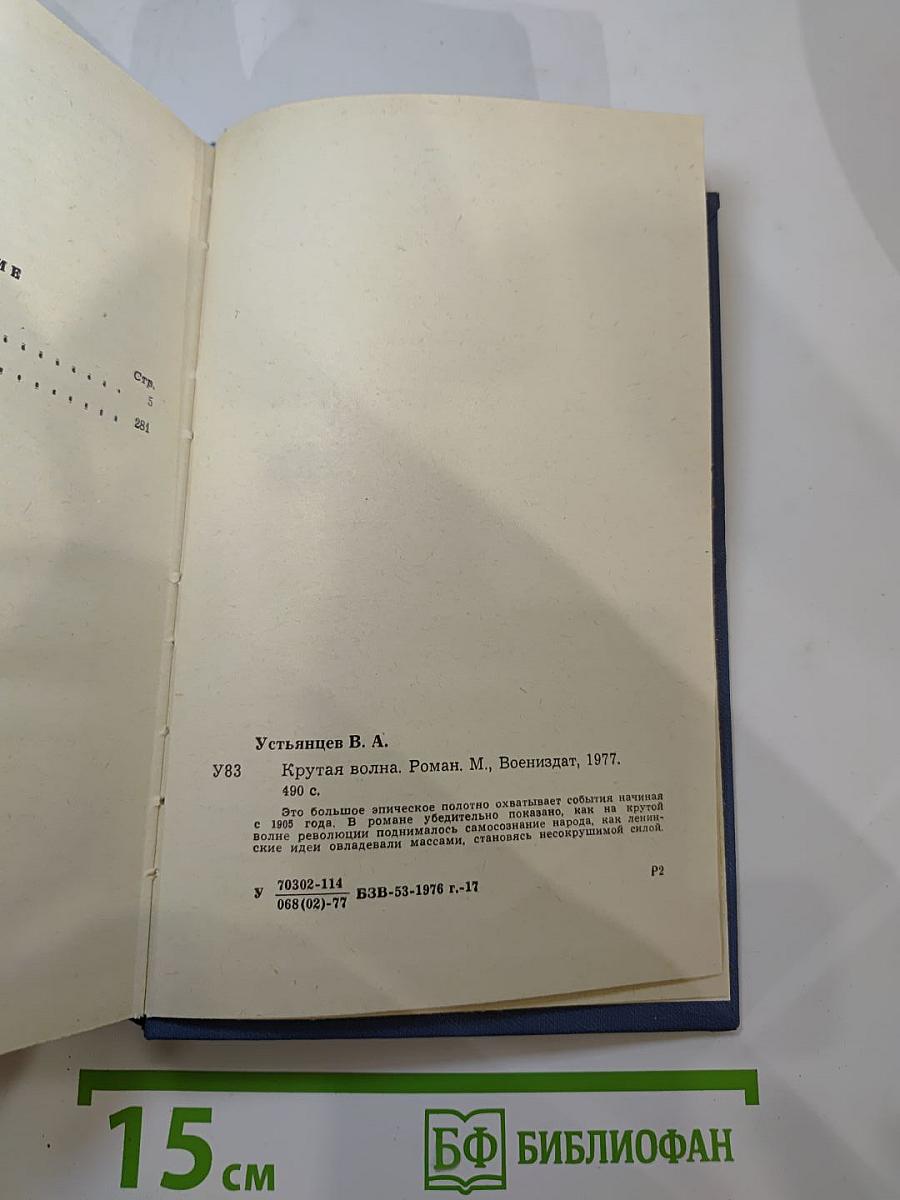 ИЕ
Стр.
5
281
Устьянцев В. А.
У83 Крутая волна. Роман. М., Воениздат, 1977.
490 с.
Это большое эпическое полотно охватывает события начиная
с 1905 года. В романе убедительно показано, как на крутой
волне революции поднималось самосознание народа, как ленин-
ские идеи овладевали массами, становясь несокрушимой силой.
У 70302-114 БЗВ-53-1976 г.-17 Р2
068(02)-77
15 см
БФ БИБЛИОФАН